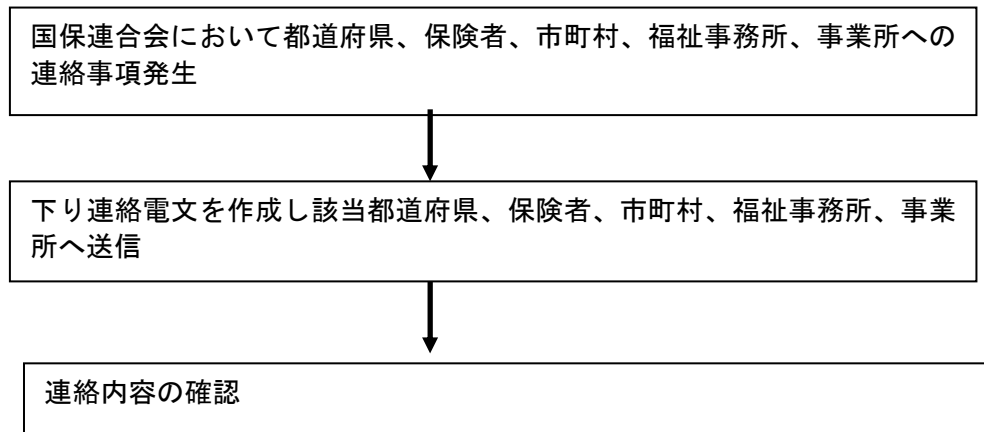 国保連合会において都道府県、保険者、市町村、福祉事務所、事業所への
連絡事項発生
下り連絡電文を作成し該当都道府県、保険者、市町村、福祉事務所、事業
所へ送信
連絡内容の確認